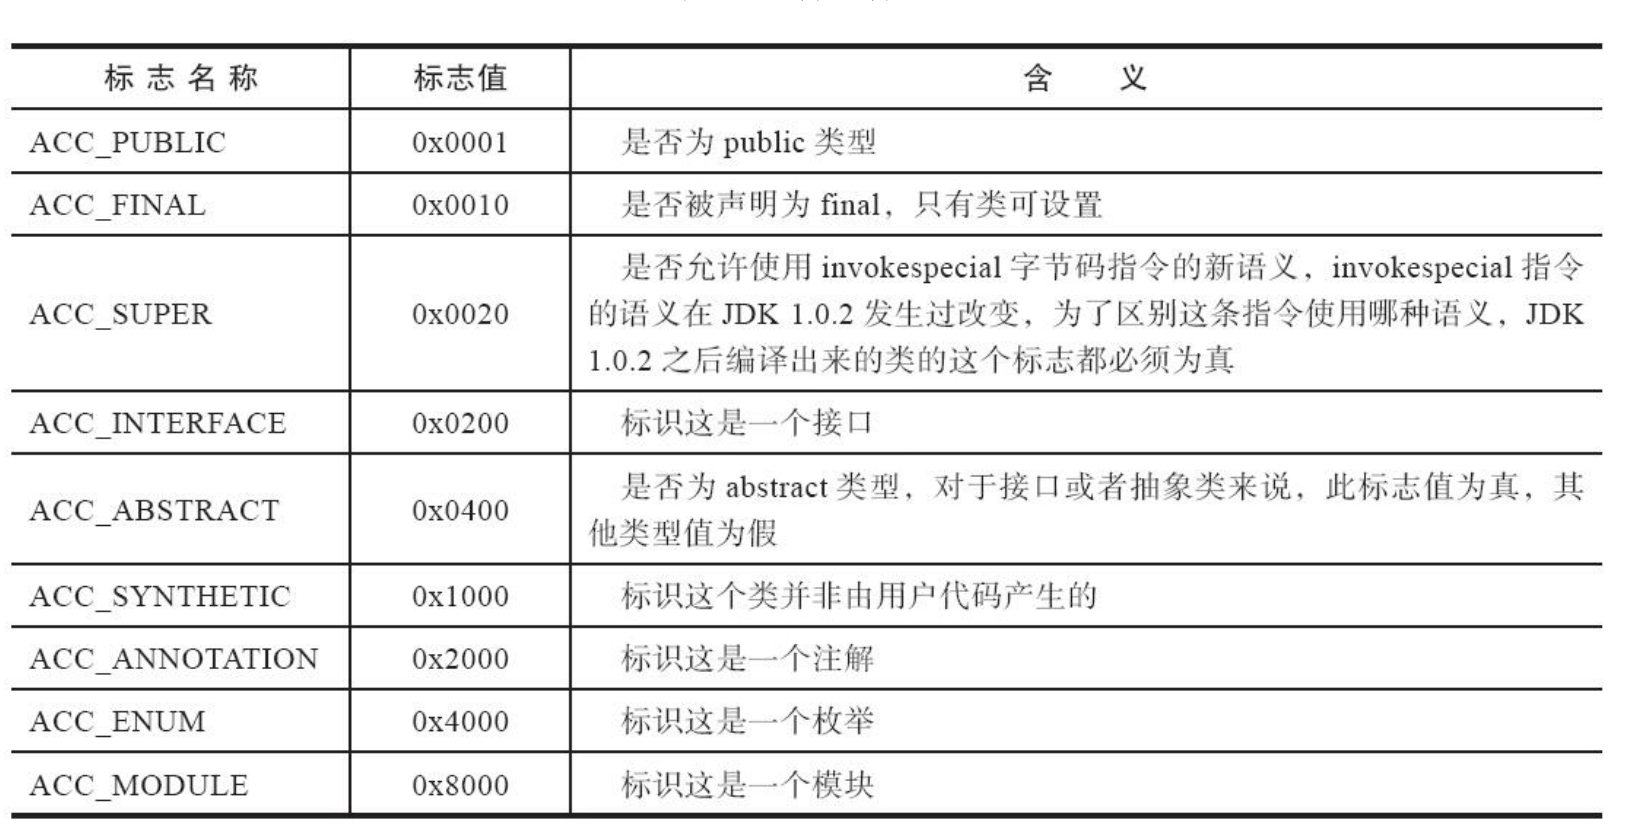 标志名称 标志值 含 义
ACC_PUBLIC 0x0001 是否为 public 类型
ACC_FINAL 0x0010 是否被声明为 final，只有类可设置
ACC_SUPER 0x0020 是否允许使用 invokespecial 字节码指令的新语义，invokespecial 指令
的语义在 JDK 1.0.2 发生过改变，为了区别这条指令使用哪种语义，JDK
1.0.2 之后编译出来的类的这个标志都必须为真
ACC_INTERFACE 0x0200 标识这是一个接口
ACC_ABSTRACT 0x0400 是否为 abstract 类型，对于接口或者抽象类来说，此标志值为真，其
他类型值为假
ACC_SYNTHETIC 0x1000 标识这个类并非由用户代码产生的
ACC_ANNOTATION 0x2000 标识这是一个注解
ACC_ENUM 0x4000 标识这是一个枚举
ACC_MODULE 0x8000 标识这是一个模块